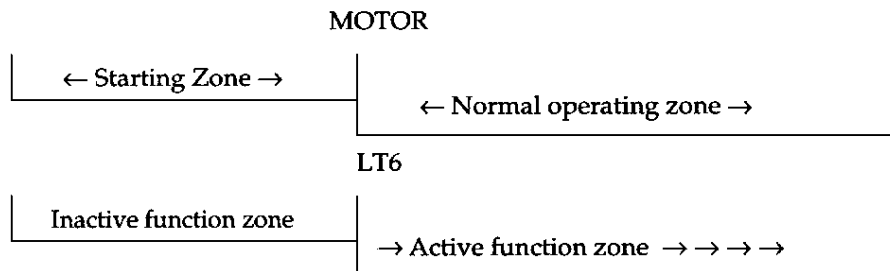 MOTOR
← Starting Zone →
← Normal operating zone →
LT6
Inactive function zone
→ Active function zone → → → →